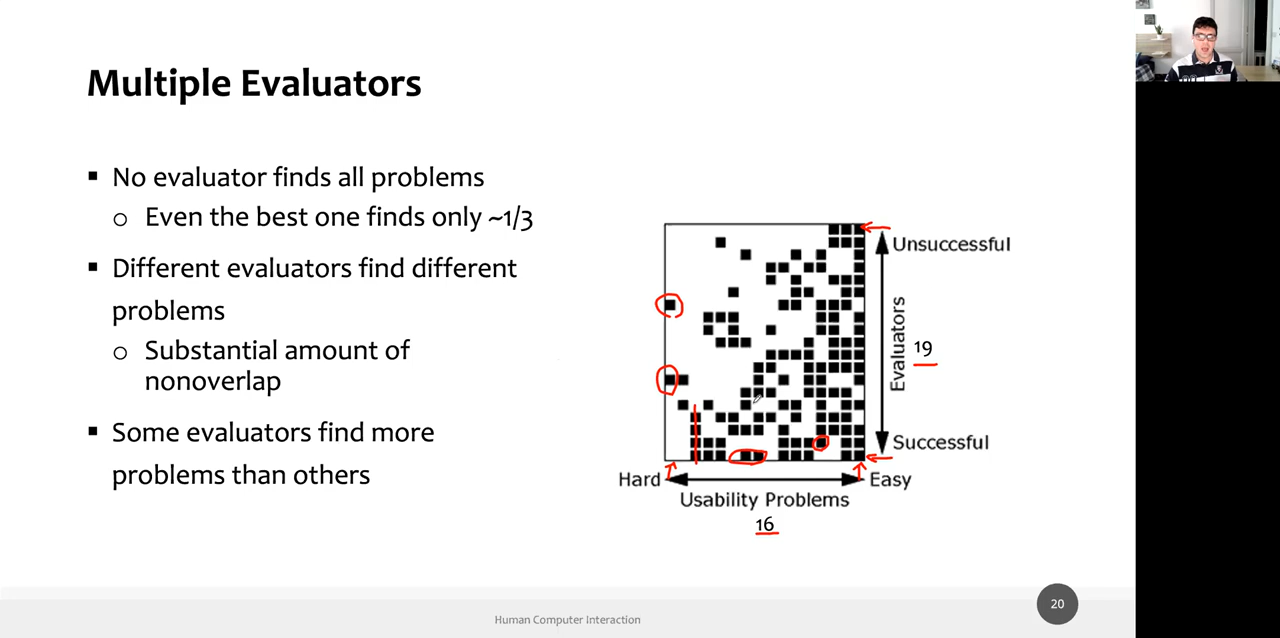 Multiple Evaluators
▪ No evaluator finds all problems
o Even the best one finds only ~1/3
▪ Different evaluators find different
problems
o Substantial amount of
nonoverlap
▪ Some evaluators find more
problems than others
Unsuccessful
Evaluators
19
Successful
Hard
Easy
Usability Problems
16
Human Computer Interaction
20